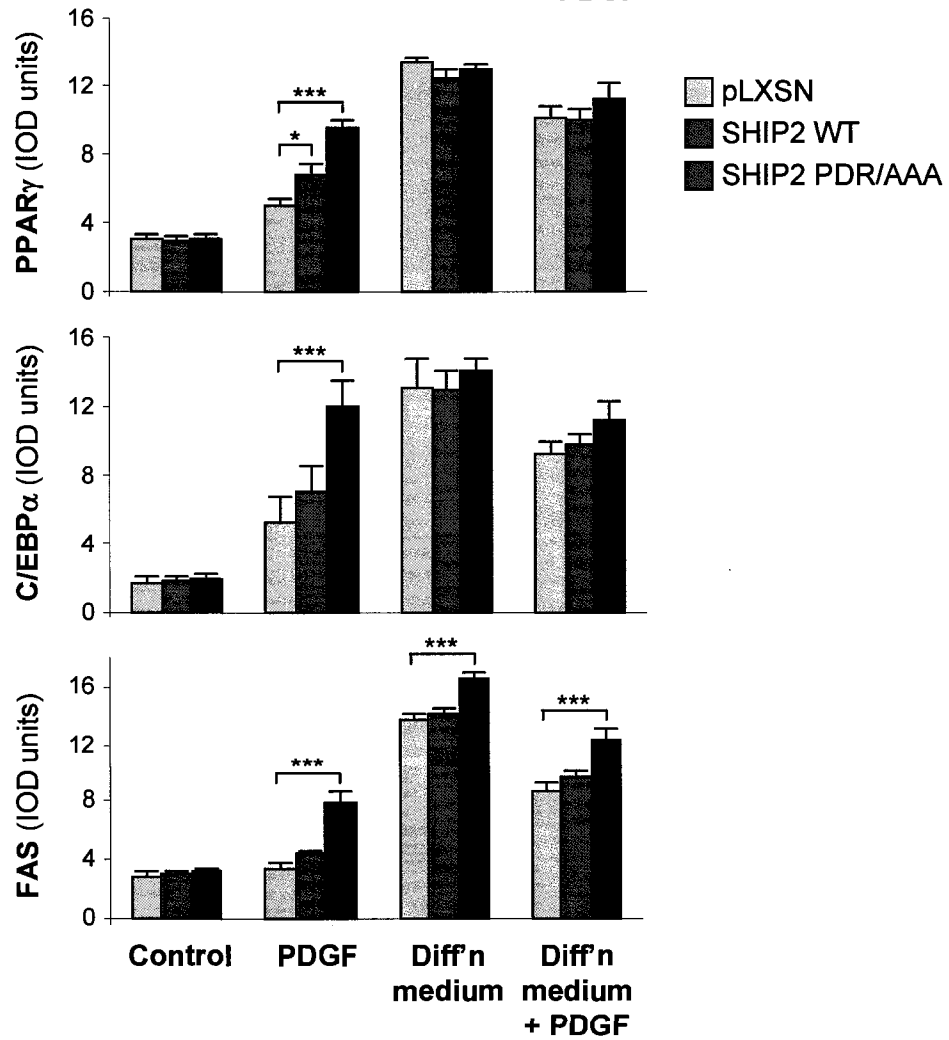 16
12
8
4
0
PPARγ (IOD units)
***
*
pLXSN
SHIP2 WT
SHIP2 PDR/AAA
16
12
8
4
0
C/EBPα (IOD units)
***
16
12
8
4
0
FAS (IOD units)
***
***
***
Control
PDGF
Diff'n
medium
Diff'n
medium
+ PDGF